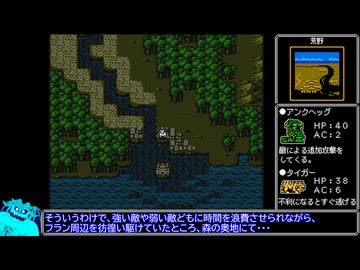 荒野
●アンクヘッグ
HP:40
AC:2
酸による追加攻撃を
してくる。
●タイガー
HP:38
AC:6
不利になるとすぐ逃げる
そういうわけで、強い敵や弱い敵どもに時間を浪費させられながら、
フラン周辺を彷徨い駆けていたところ、森の奥地にて・・・